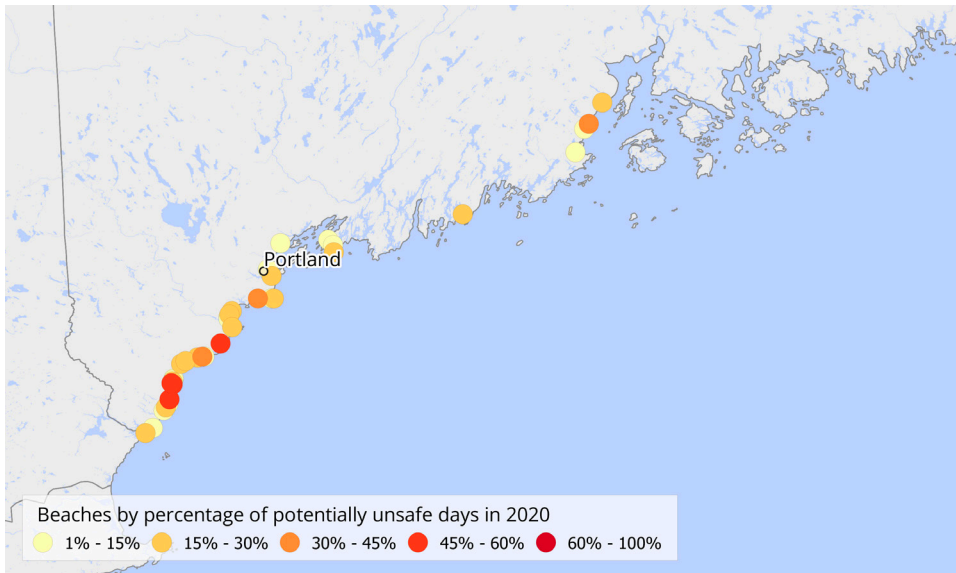 Portland
Beaches by percentage of potentially unsafe days in 2020
1% - 15% 15% - 30% 30% - 45% 45% - 60% 60% - 100%